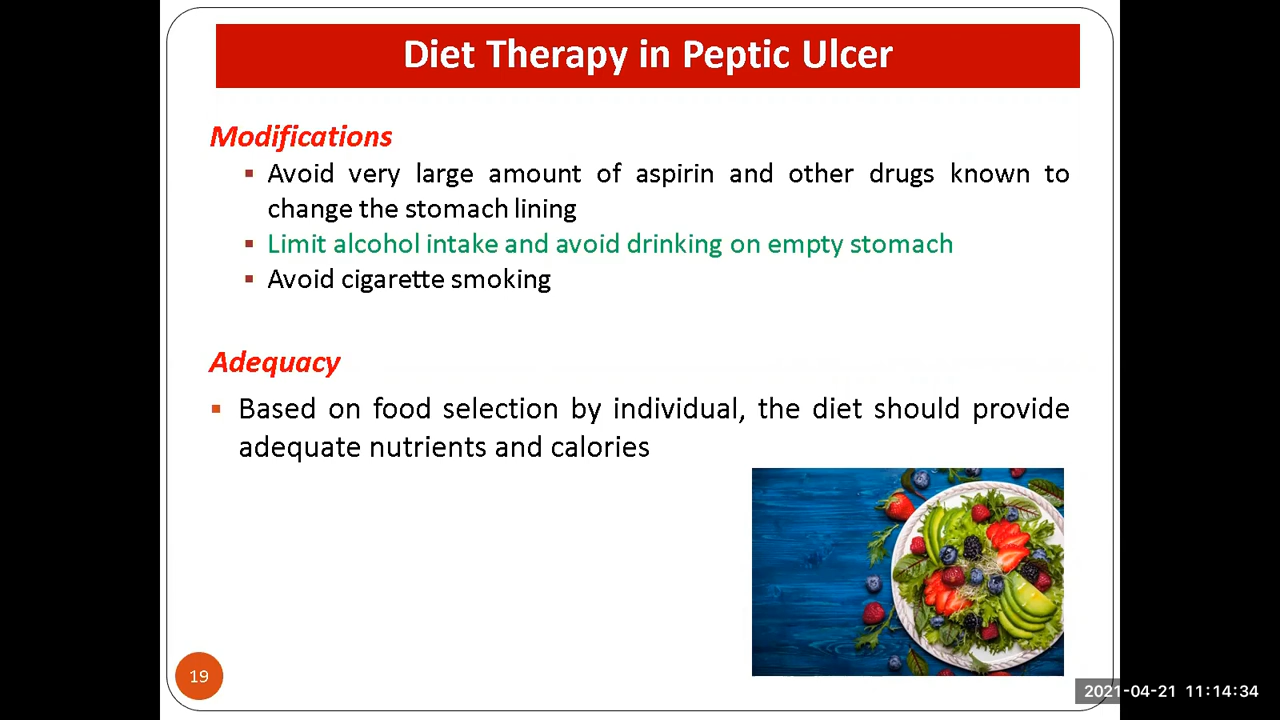 Diet Therapy in Peptic Ulcer
Modifications
▪ Avoid very large amount of aspirin and other drugs known to
change the stomach lining
▪ Limit alcohol intake and avoid drinking on empty stomach
▪ Avoid cigarette smoking
Adequacy
▪ Based on food selection by individual, the diet should provide
adequate nutrients and calories
19
2021-04-21 11:14:34